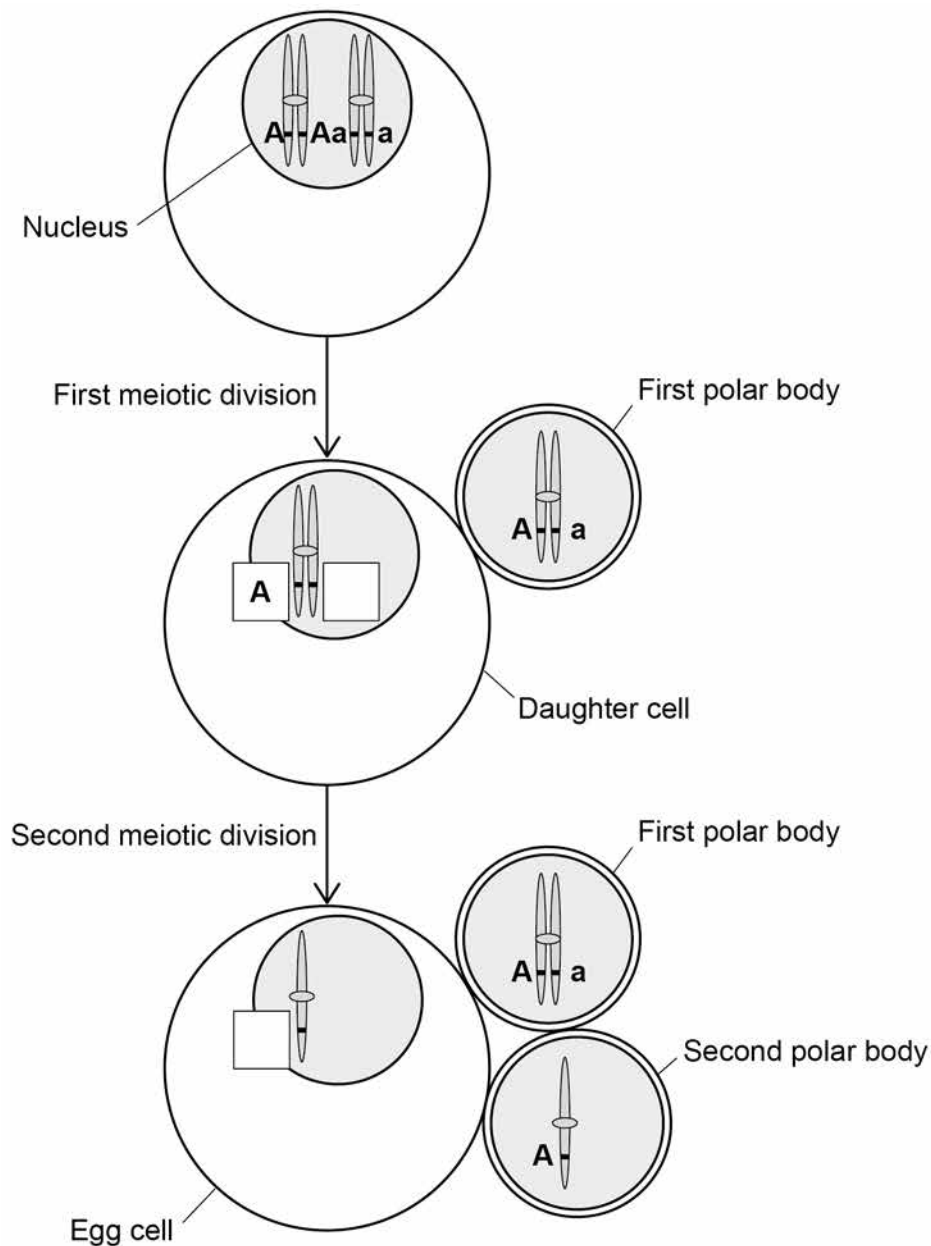 A Aa a
Nucleus
First meiotic division
First polar body
A a
A
Daughter cell
Second meiotic division
First polar body
A a
Second polar body
A
Egg cell